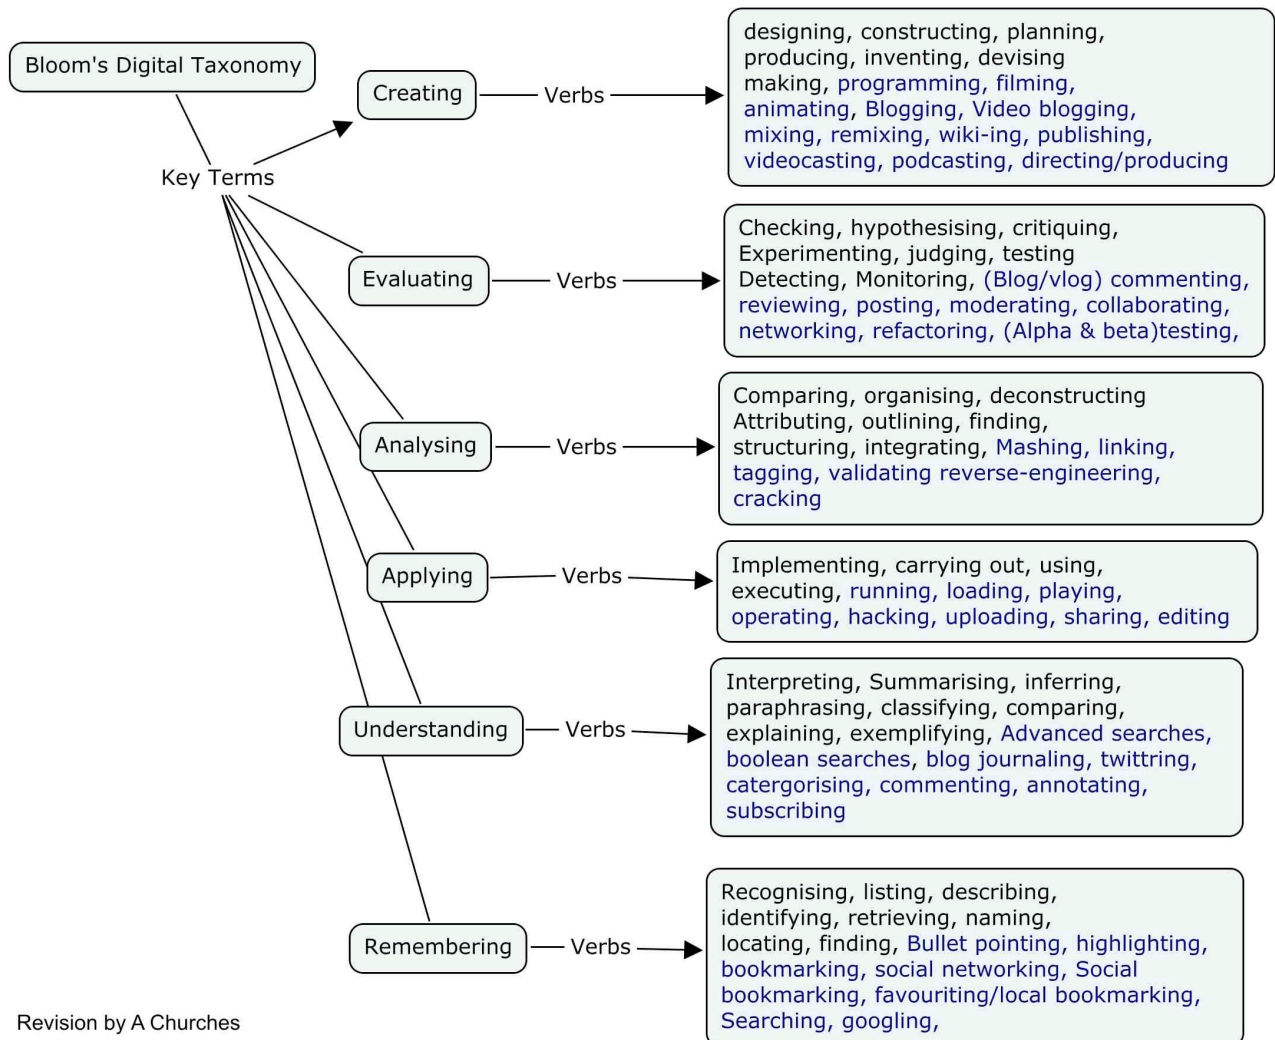 Bloom's Digital Taxonomy
Key Terms
Creating
Verbs
designing, constructing, planning,
producing, inventing, devising
making, programming, filming,
animating, Blogging, Video blogging,
mixing, remixing, wiki-ing, publishing,
videocasting, podcasting, directing/producing
Evaluating
Verbs
Checking, hypothesising, critiquing,
Experimenting, judging, testing
Detecting, Monitoring, (Blog/vlog) commenting,
reviewing, posting, moderating, collaborating,
networking, refactoring, (Alpha & beta)testing,
Analysing
Verbs
Comparing, organising, deconstructing
Attributing, outlining, finding,
structuring, integrating, Mashing, linking,
tagging, validating reverse-engineering,
cracking
Applying
Verbs
Implementing, carrying out, using,
executing, running, loading, playing,
operating, hacking, uploading, sharing, editing
Understanding
Verbs
Interpreting, Summarising, inferring,
paraphrasing, classifying, comparing,
explaining, exemplifying, Advanced searches,
boolean searches, blog journaling, twittring,
catergorising, commenting, annotating,
subscribing
Remembering
Verbs
Recognising, listing, describing,
identifying, retrieving, naming,
locating, finding, Bullet pointing, highlighting,
bookmarking, social networking, Social
bookmarking, favouriting/local bookmarking,
Searching, googling,
Revision by A Churches